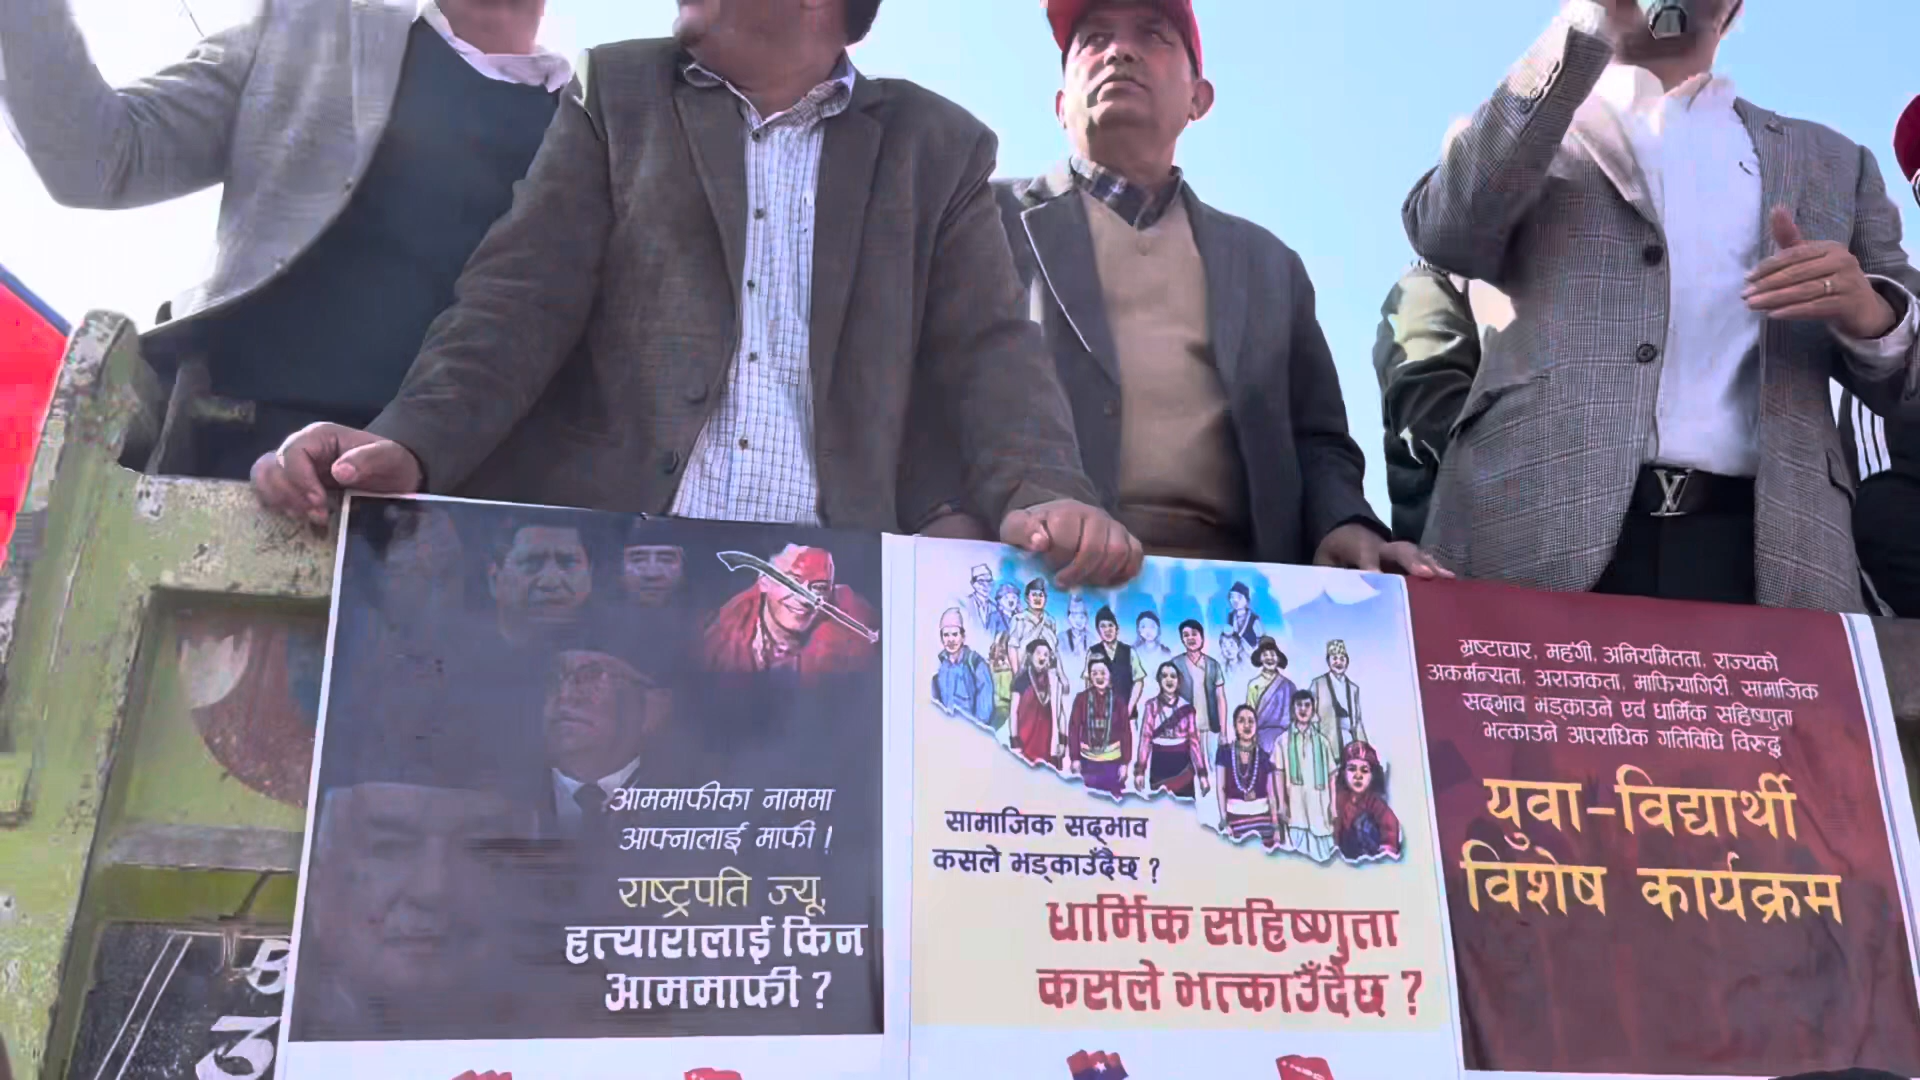 आममाफीका नाममा
आफ्नालाई माफी !
राष्ट्रपति ज्यू,
हत्यारालाई किन
आममाफी ?
सामाजिक सद्भाव
कसले भड्काउँदैछ ?
धार्मिक सहिष्णुता
कसले भत्काउँदैछ ?
भ्रष्टाचार, महंगी, अनियमितता, राज्यको
अकर्मन्यता, अराजकता, माफियागिरी, सामाजिक
सद्भाव भड्काउने एवं धार्मिक सहिष्णुता
भत्काउने अपराधिक गतिविधि विरूद्ध
युवा-विद्यार्थी
विशेष कार्यक्रम